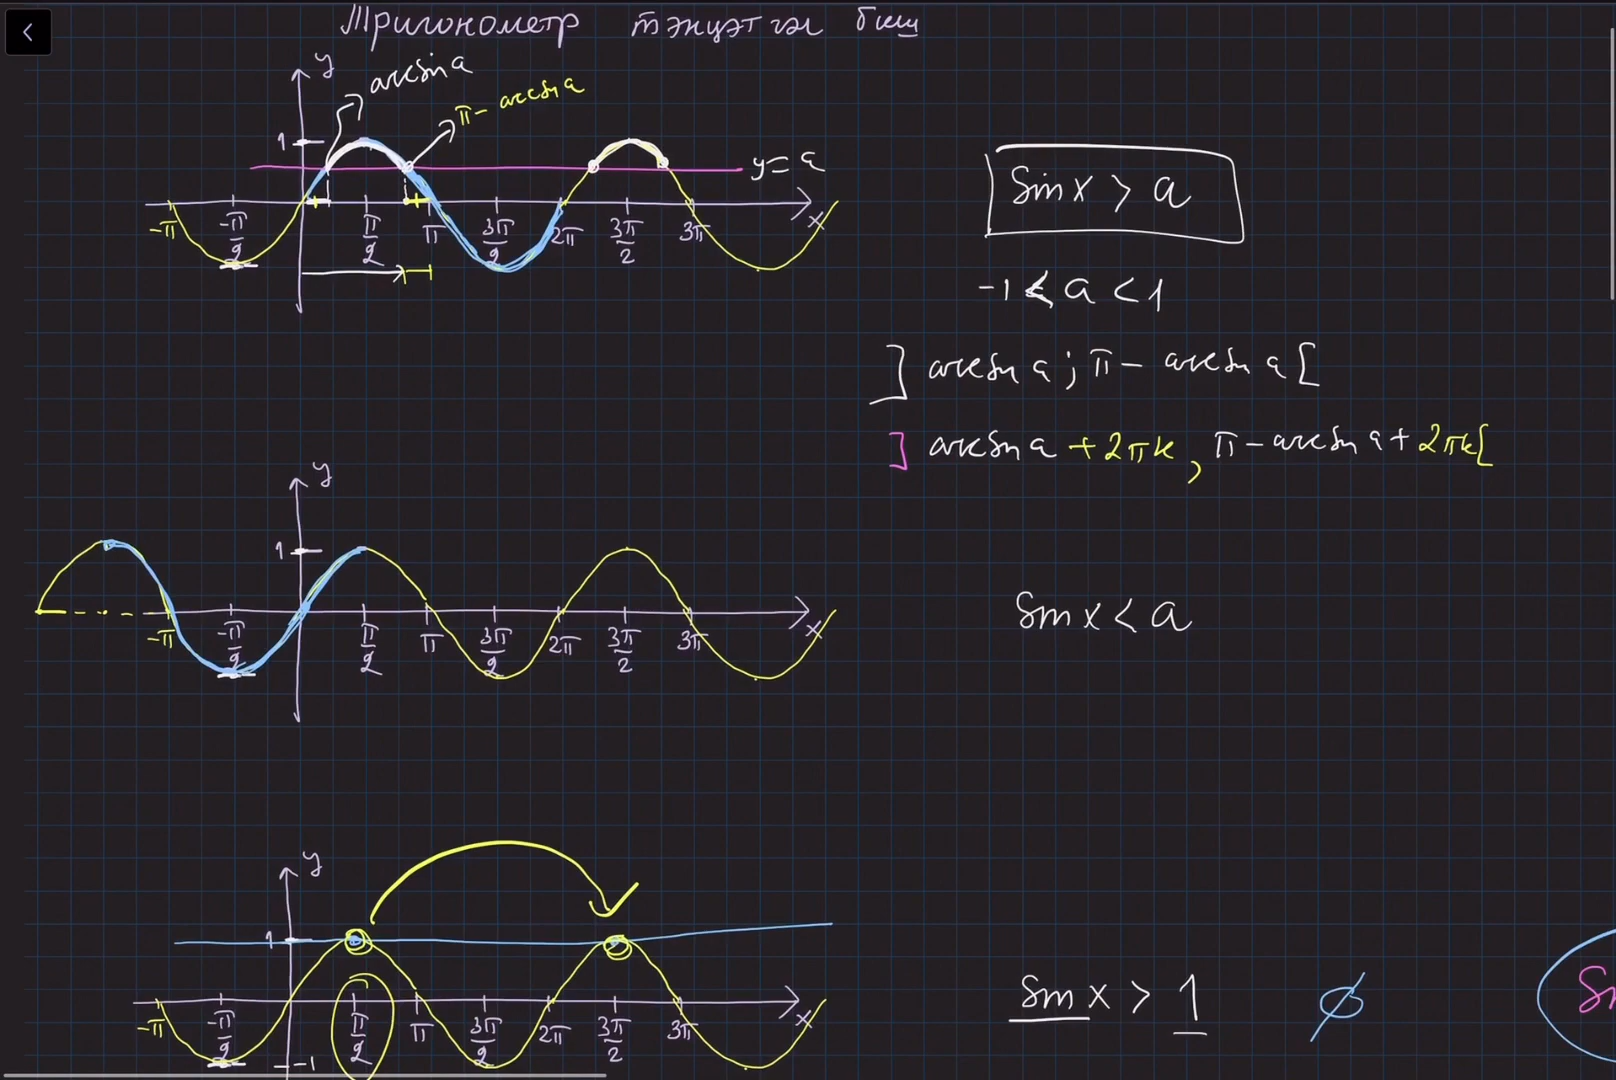 Тригонометр тэнцэтгэл биш
y
arcsin a
π - arcsin a
1
y = a
-π -π/2 π/2 π 3π/2 2π 3π/2 3π x
sin x > a
-1 < a < 1
] arcsin a ; π - arcsin a [
] arcsin a + 2πk , π - arcsin a + 2πk [
y
1
-π -π/2 π/2 π 3π/2 2π 3π/2 3π x
sin x < a
y
1
-π -π/2 π/2 π 3π/2 2π 3π/2 3π x
-1
sin x > 1 ∅